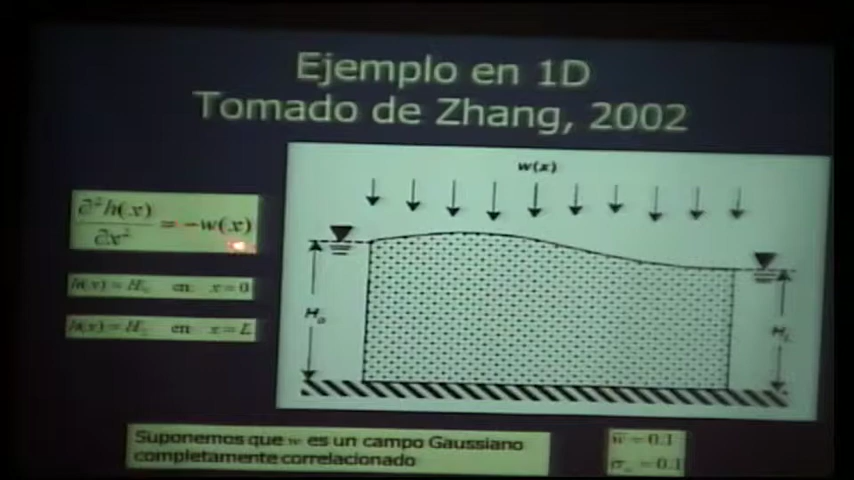 Ejemplo en 1D
Tomado de Zhang, 2002
w(x)
∂²h(x)/∂x² = -w(x)
h(x) = H₀ en: x = 0
h(x) = H_L en: x = L
H₀
H_L
Suponemos que w es un campo Gaussiano
completamente correlacionado
w̅ = 0.1
σ_w = 0.1